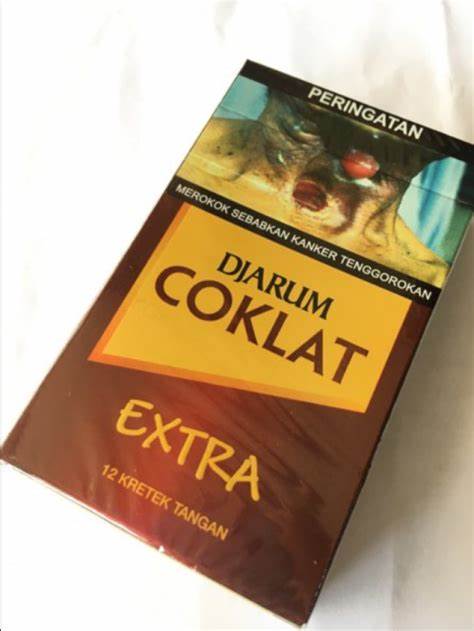 PERINGATAN
MEROKOK SEBABKAN KANKER TENGGOROKAN
DJARUM
COKLAT
EXTRA
12 KRETEK TANGAN